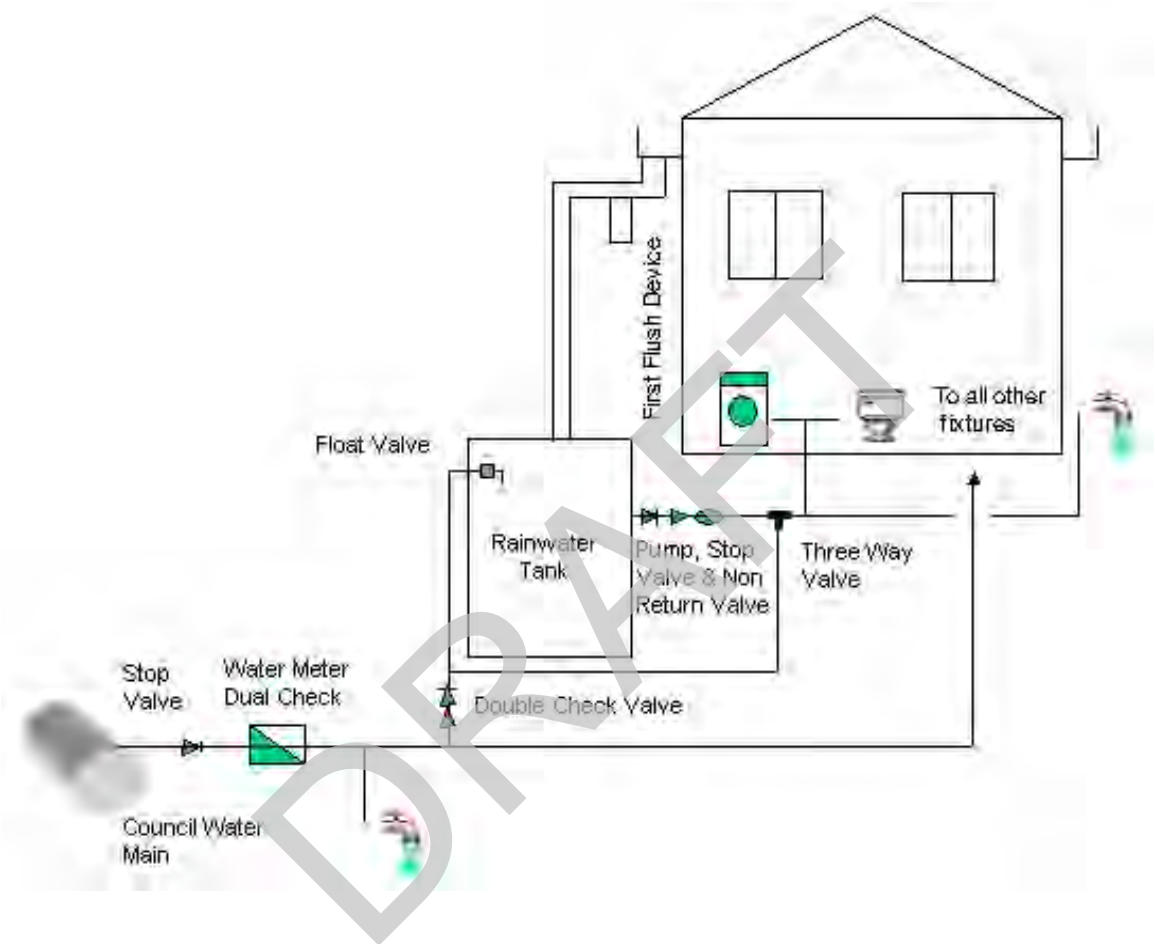 First Flush Device
To all other
fixtures
Float Valve
Rainwater
Tank
Pump, Stop
Valve & Non
Return Valve
Three Way
Valve
Stop
Valve
Water Meter
Dual Check
Double Check Valve
Council Water
Main
DRAFT